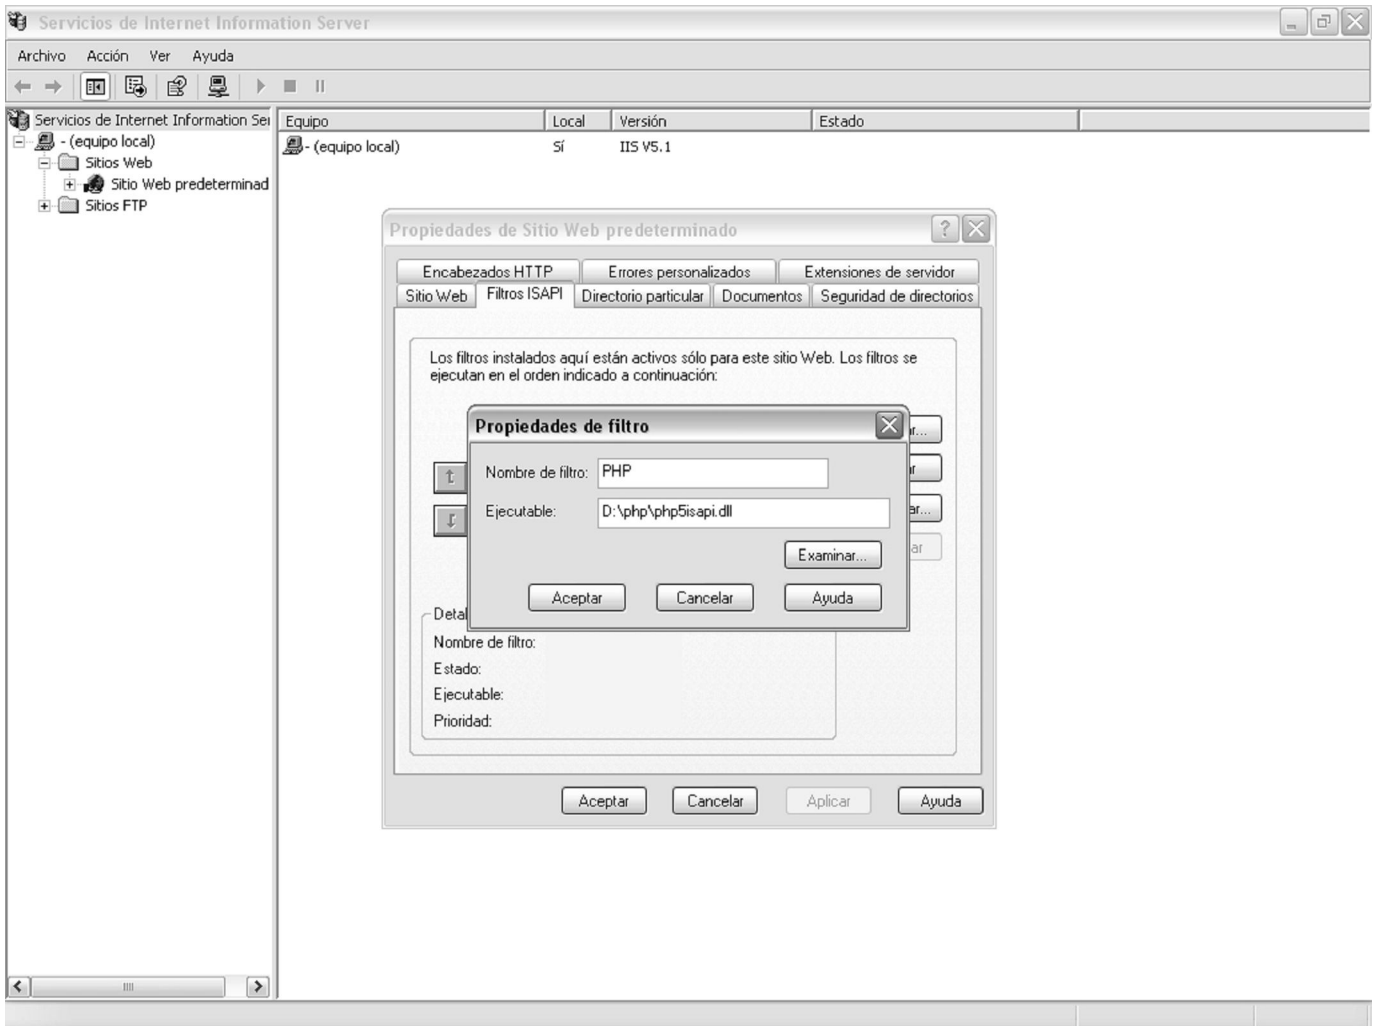 Servicios de Internet Information Server
Archivo Acción Ver Ayuda
Servicios de Internet Information Ser
Equipo Local Versión Estado
- (equipo local)
- (equipo local) Sí IIS V5.1
Sitios Web
Sitio Web predeterminad
Sitios FTP
Propiedades de Sitio Web predeterminado
Encabezados HTTP Errores personalizados Extensiones de servidor
Sitio Web Filtros ISAPI Directorio particular Documentos Seguridad de directorios
Los filtros instalados aquí están activos sólo para este sitio Web. Los filtros se
ejecutan en el orden indicado a continuación:
Propiedades de filtro
Nombre de filtro: PHP
Ejecutable: D:\php\php5isapi.dll
Examinar...
Aceptar Cancelar Ayuda
r...
r
ar...
ar
Detal
Nombre de filtro:
Estado:
Ejecutable:
Prioridad:
Aceptar Cancelar Aplicar Ayuda